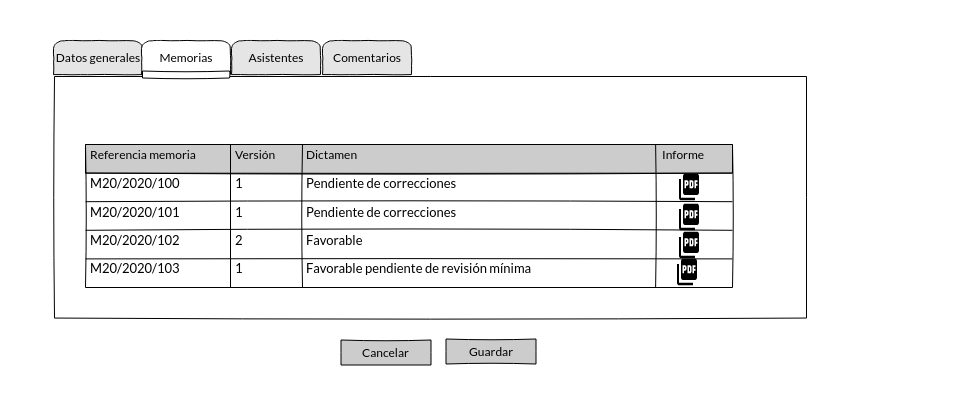 Datos generales Memorias Asistentes Comentarios
Referencia memoria Versión Dictamen Informe
M20/2020/100 1 Pendiente de correcciones PDF
M20/2020/101 1 Pendiente de correcciones PDF
M20/2020/102 2 Favorable PDF
M20/2020/103 1 Favorable pendiente de revisión mínima PDF
Cancelar Guardar